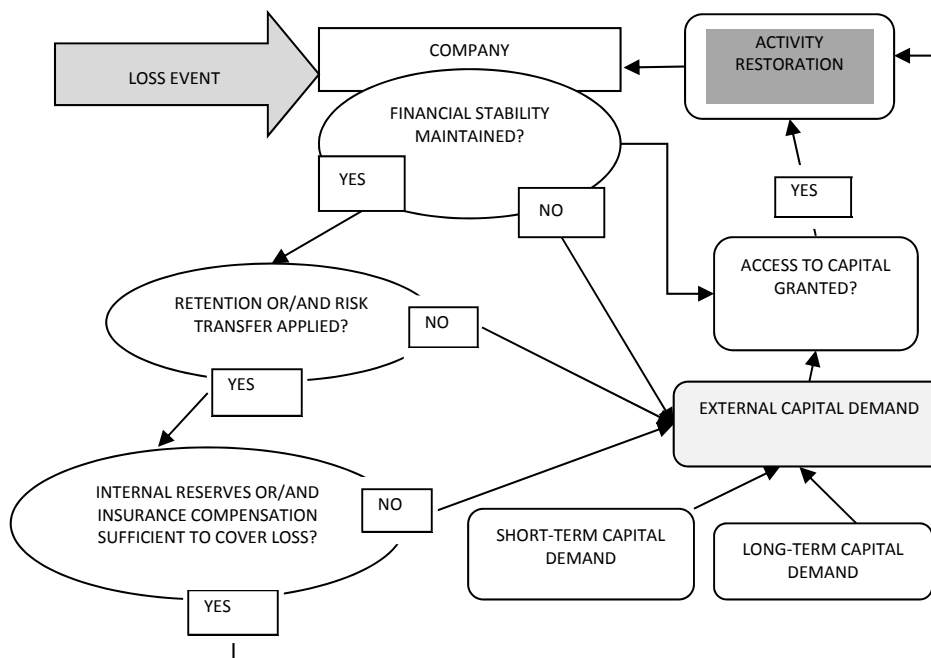 COMPANY
ACTIVITY
RESTORATION
LOSS EVENT
FINANCIAL STABILITY
MAINTAINED?
YES
NO
YES
ACCESS TO CAPITAL
GRANTED?
RETENTION OR/AND RISK
TRANSFER APPLIED?
NO
YES
EXTERNAL CAPITAL DEMAND
INTERNAL RESERVES OR/AND
INSURANCE COMPENSATION
SUFFICIENT TO COVER LOSS?
NO
SHORT-TERM CAPITAL
DEMAND
LONG-TERM CAPITAL
DEMAND
YES